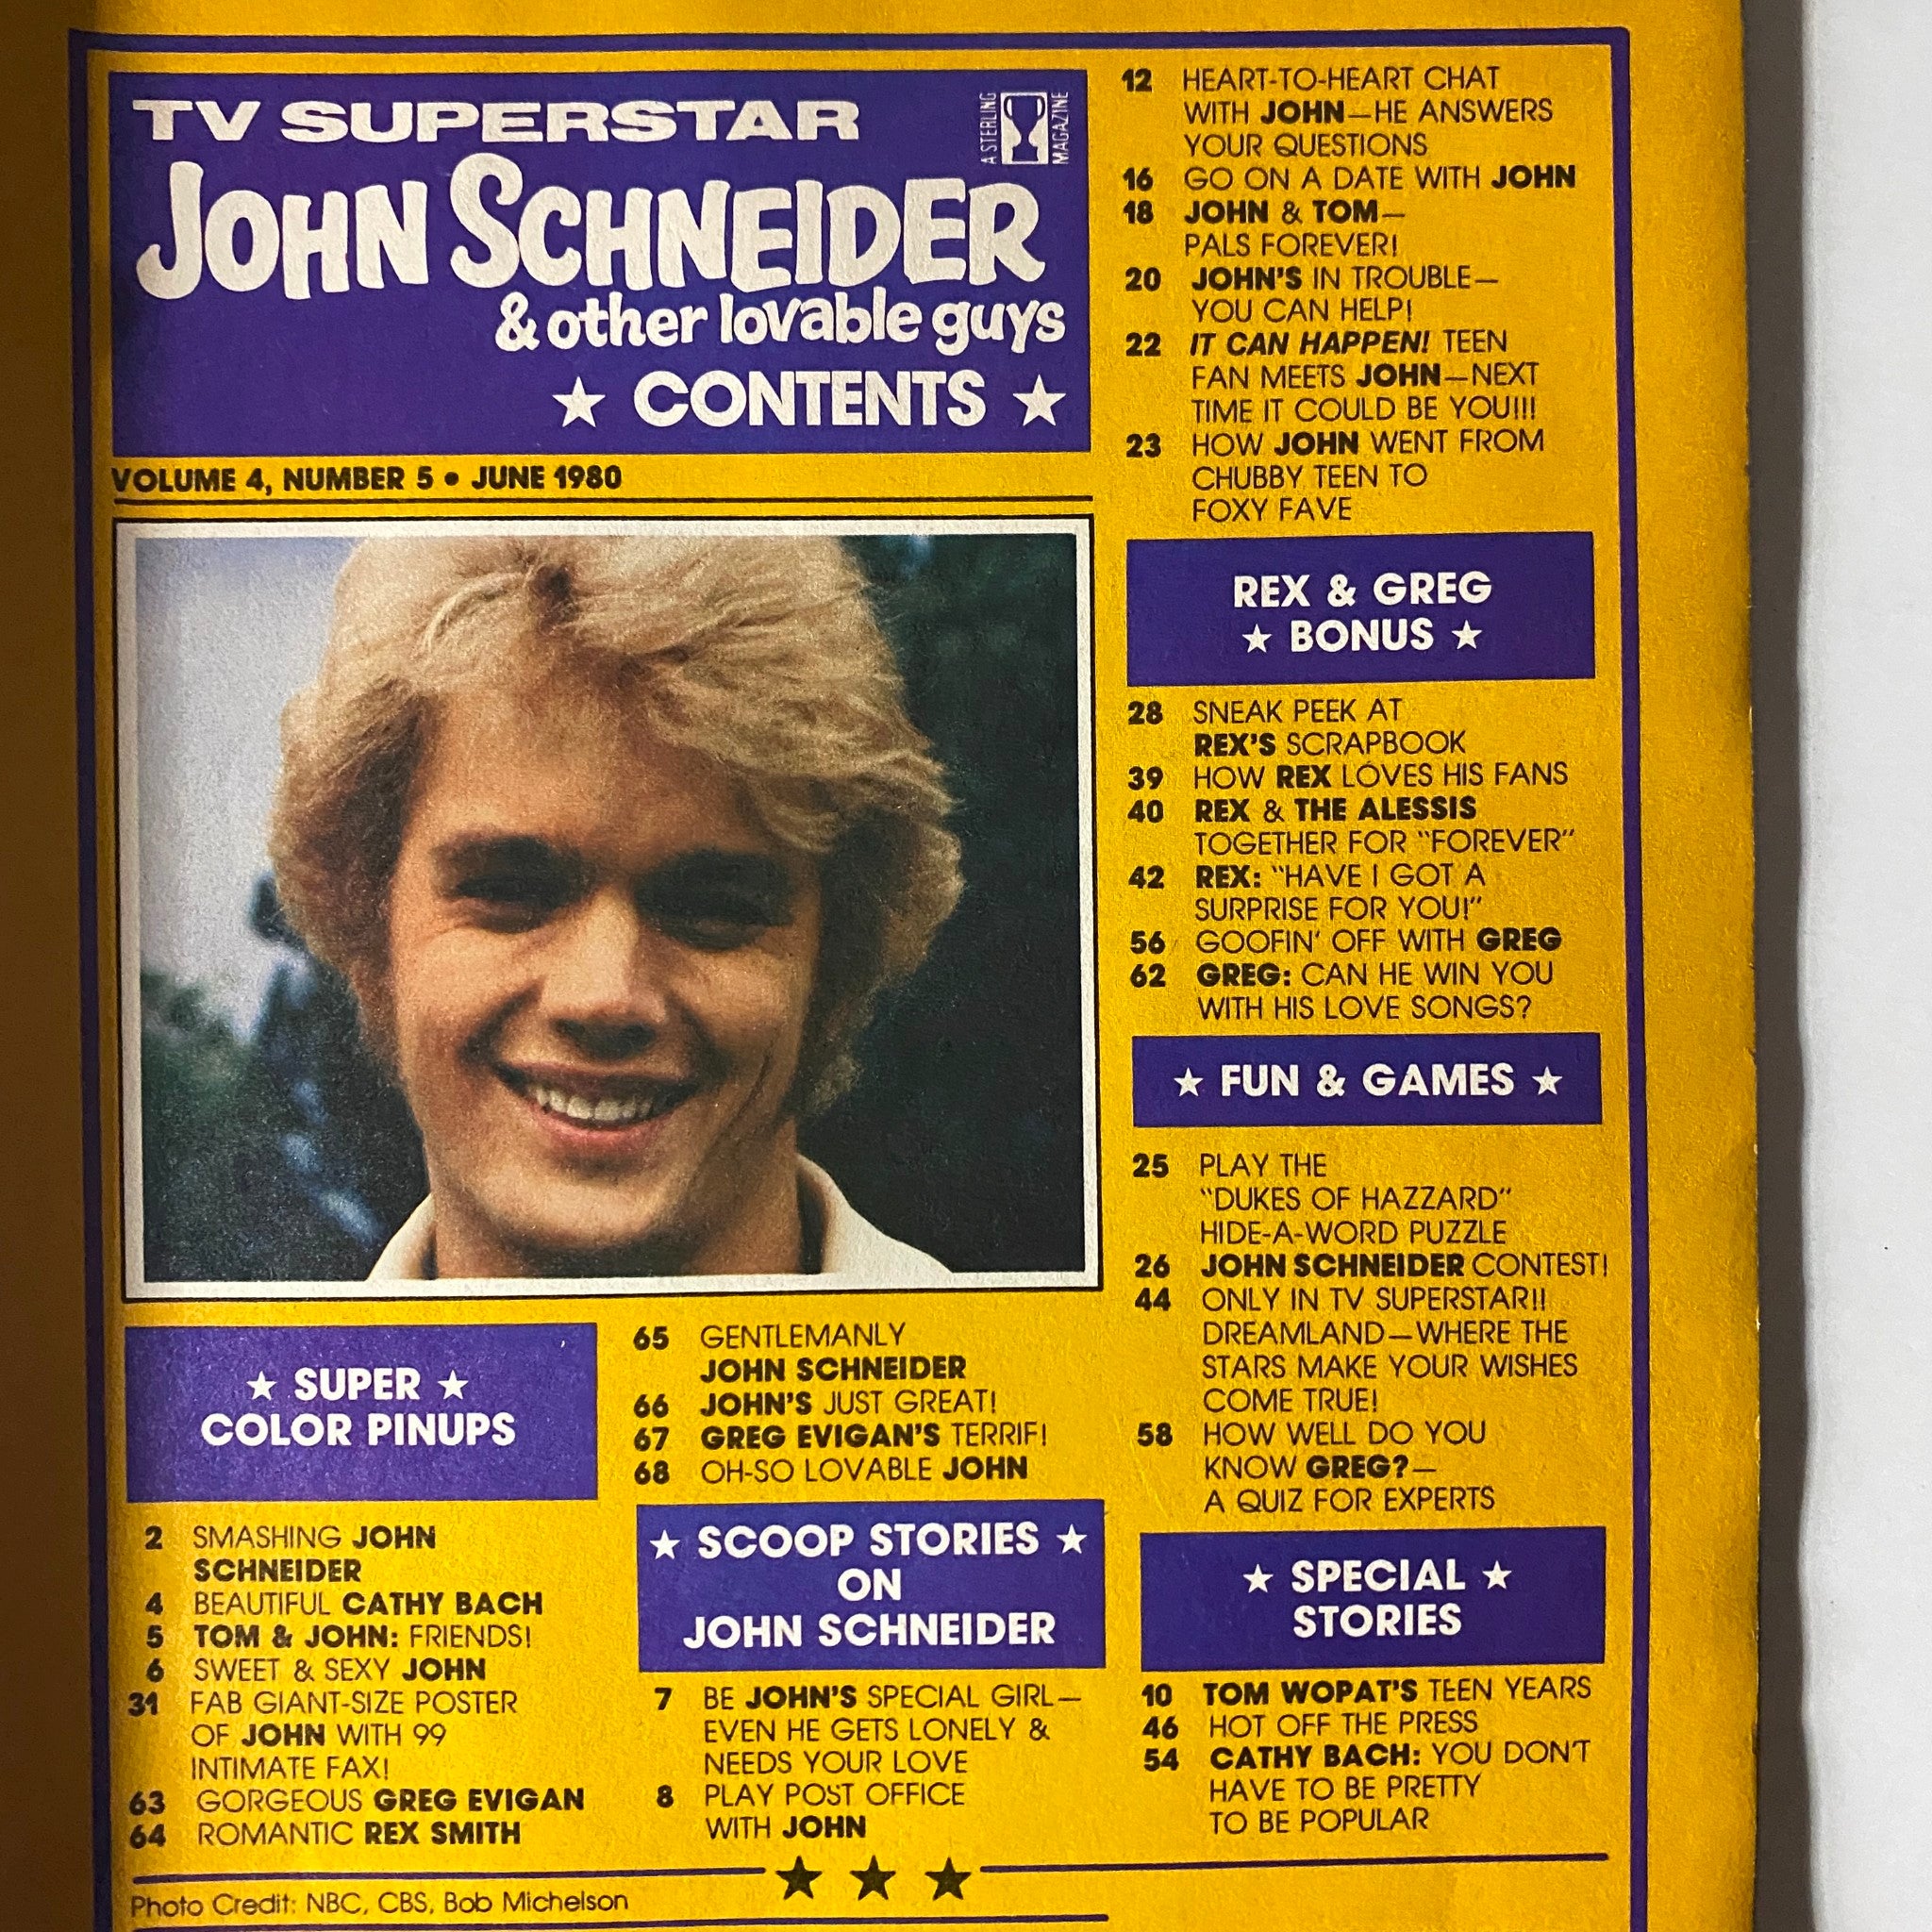 TV SUPERSTAR
A STERLING
MAGAZINE
JOHN SCHNEIDER
& other lovable guys
★ CONTENTS ★
VOLUME 4, NUMBER 5 • JUNE 1980
★ SUPER ★
COLOR PINUPS
2 SMASHING JOHN
SCHNEIDER
4 BEAUTIFUL CATHY BACH
5 TOM & JOHN: FRIENDS!
6 SWEET & SEXY JOHN
31 FAB GIANT-SIZE POSTER
OF JOHN WITH 99
INTIMATE FAX!
63 GORGEOUS GREG EVIGAN
64 ROMANTIC REX SMITH
65 GENTLEMANLY
JOHN SCHNEIDER
66 JOHN'S JUST GREAT!
67 GREG EVIGAN'S TERRIF!
68 OH-SO LOVABLE JOHN
★ SCOOP STORIES ★
ON
JOHN SCHNEIDER
7 BE JOHN'S SPECIAL GIRL—
EVEN HE GETS LONELY &
NEEDS YOUR LOVE
8 PLAY POST OFFICE
WITH JOHN
12 HEART-TO-HEART CHAT
WITH JOHN—HE ANSWERS
YOUR QUESTIONS
16 GO ON A DATE WITH JOHN
18 JOHN & TOM—
PALS FOREVER!
20 JOHN'S IN TROUBLE—
YOU CAN HELP!
22 IT CAN HAPPEN! TEEN
FAN MEETS JOHN—NEXT
TIME IT COULD BE YOU!!!
23 HOW JOHN WENT FROM
CHUBBY TEEN TO
FOXY FAVE
REX & GREG
★ BONUS ★
28 SNEAK PEEK AT
REX'S SCRAPBOOK
39 HOW REX LOVES HIS FANS
40 REX & THE ALESSIS
TOGETHER FOR "FOREVER"
42 REX: "HAVE I GOT A
SURPRISE FOR YOU!"
56 GOOFIN' OFF WITH GREG
62 GREG: CAN HE WIN YOU
WITH HIS LOVE SONGS?
★ FUN & GAMES ★
25 PLAY THE
"DUKES OF HAZZARD"
HIDE-A-WORD PUZZLE
26 JOHN SCHNEIDER CONTEST!
44 ONLY IN TV SUPERSTAR!!
DREAMLAND—WHERE THE
STARS MAKE YOUR WISHES
COME TRUE!
58 HOW WELL DO YOU
KNOW GREG?—
A QUIZ FOR EXPERTS
★ SPECIAL ★
STORIES
10 TOM WOPAT'S TEEN YEARS
46 HOT OFF THE PRESS
54 CATHY BACH: YOU DON'T
HAVE TO BE PRETTY
TO BE POPULAR
★ ★ ★
Photo Credit: NBC, CBS, Bob Michelson